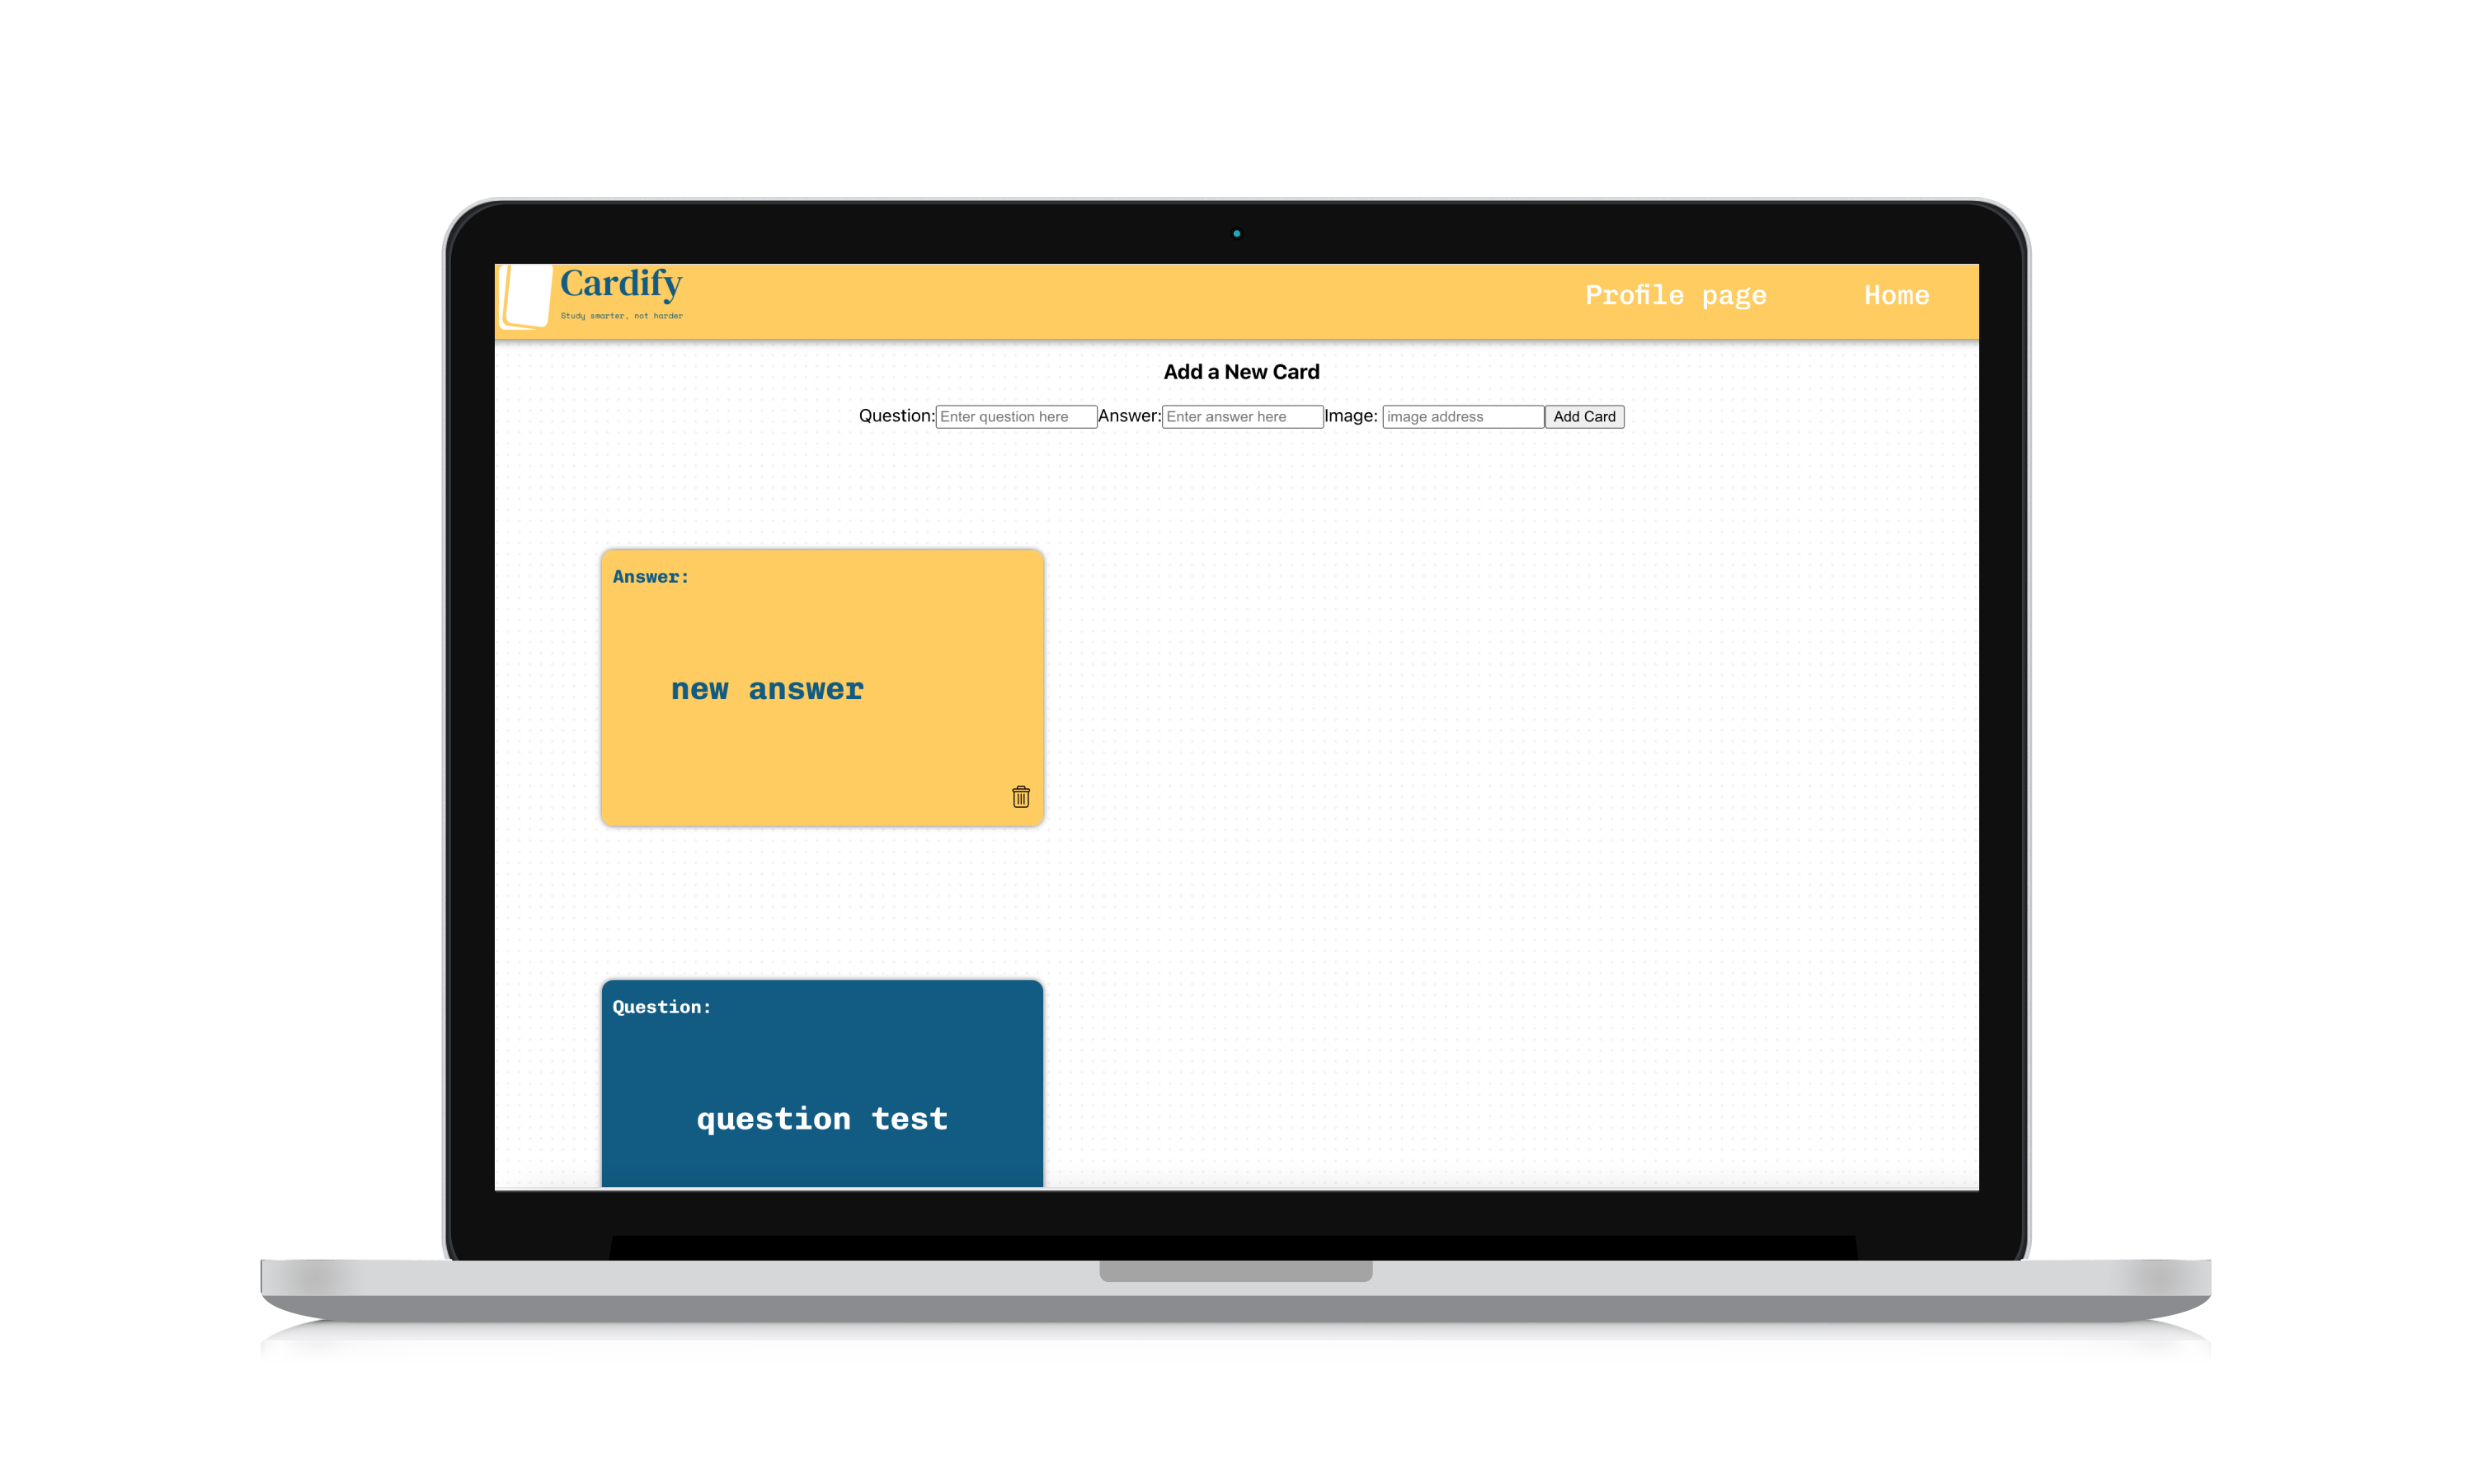 Cardify
Study smarter, not harder
Profile page Home
Add a New Card
Question: Enter question here Answer: Enter answer here Image: image address Add Card
Answer:
new answer
Question:
question test